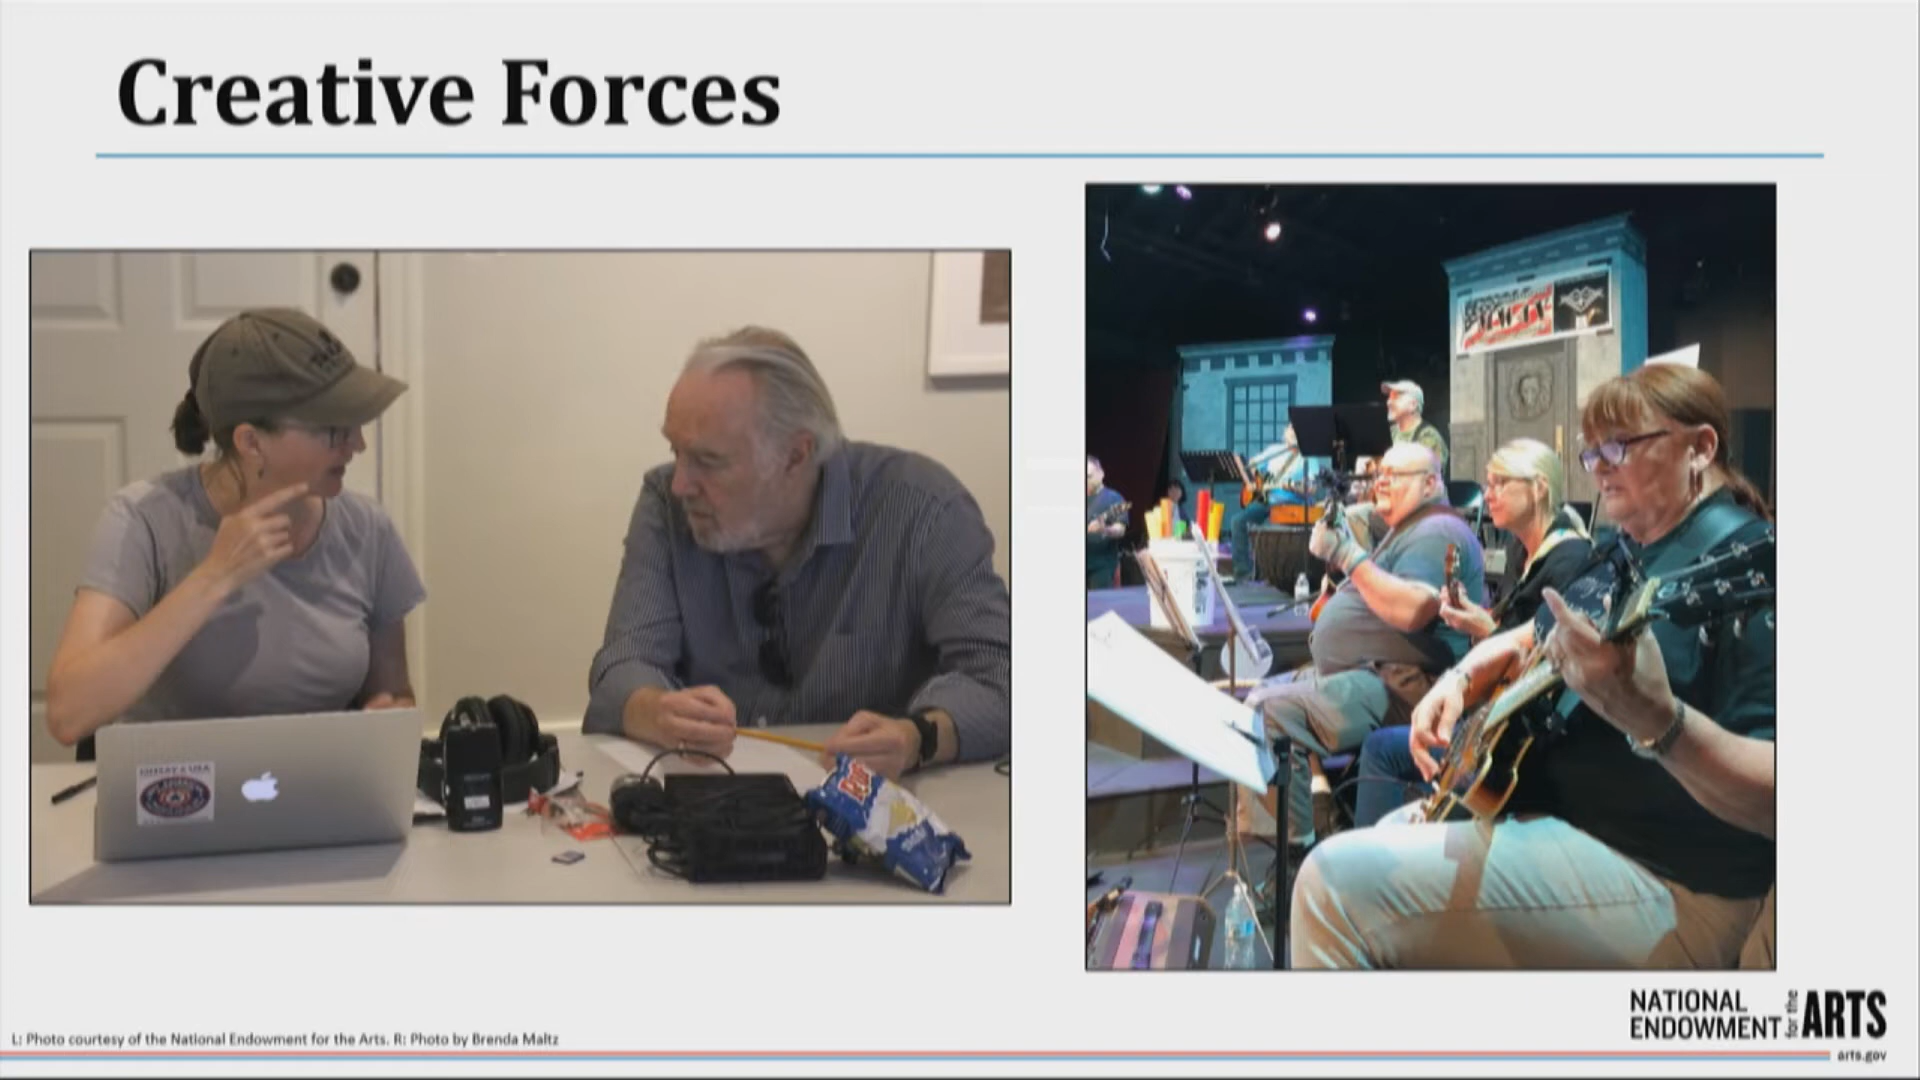 Creative Forces
L: Photo courtesy of the National Endowment for the Arts. R: Photo by Brenda Maltz
NATIONAL
ENDOWMENT
for the
ARTS
arts.gov